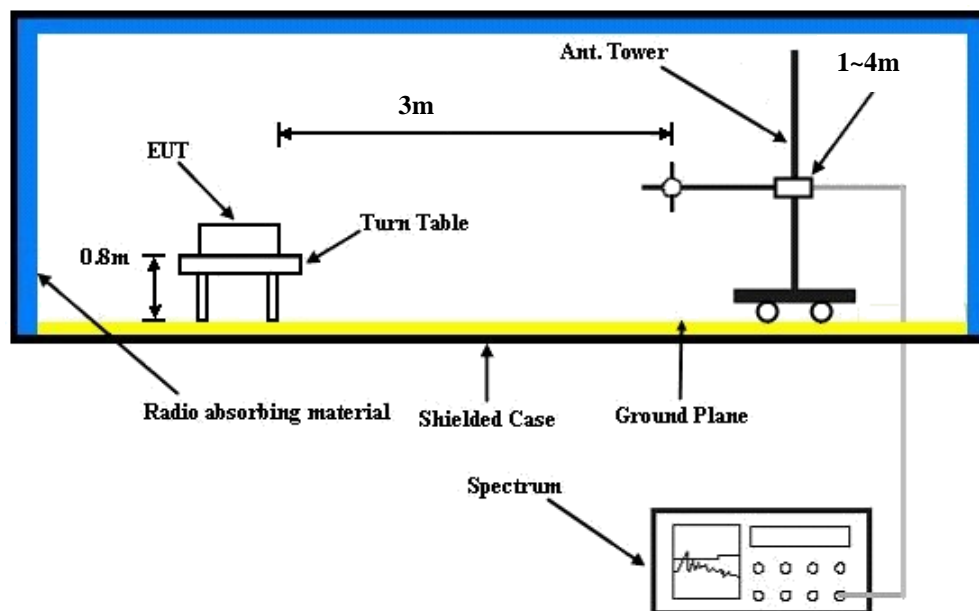 Ant. Tower
1~4m
3m
EUT
Turn Table
0.8m
Radio absorbing material
Shielded Case
Ground Plane
Spectrum